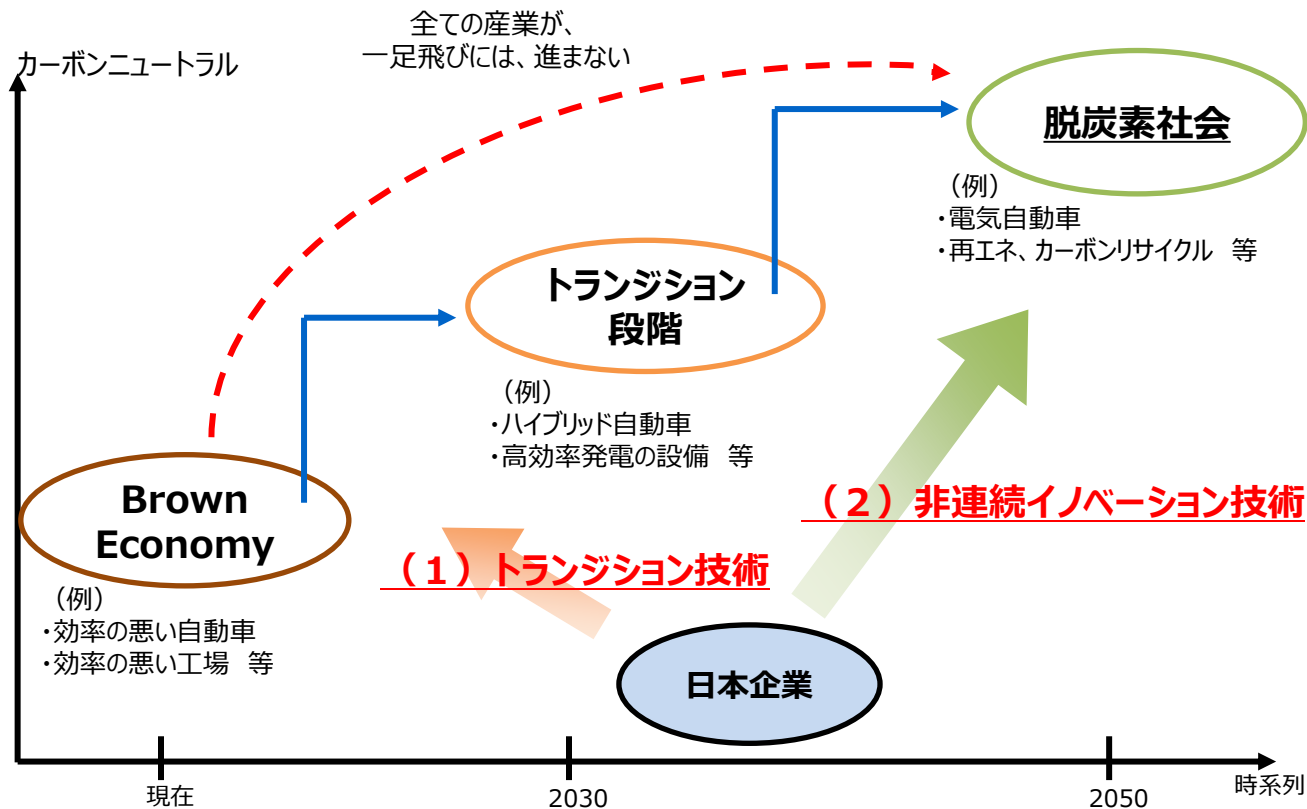 全ての産業が、
一足飛びには、進まない
カーボンニュートラル
脱炭素社会
（例）
・電気自動車
・再エネ、カーボンリサイクル　等
トランジション
段階
（例）
・ハイブリッド自動車
・高効率発電の設備　等
Brown
Economy
（例）
・効率の悪い自動車
・効率の悪い工場　等
（２）非連続イノベーション技術
（１）トランジション技術
日本企業
現在
2030
2050
時系列